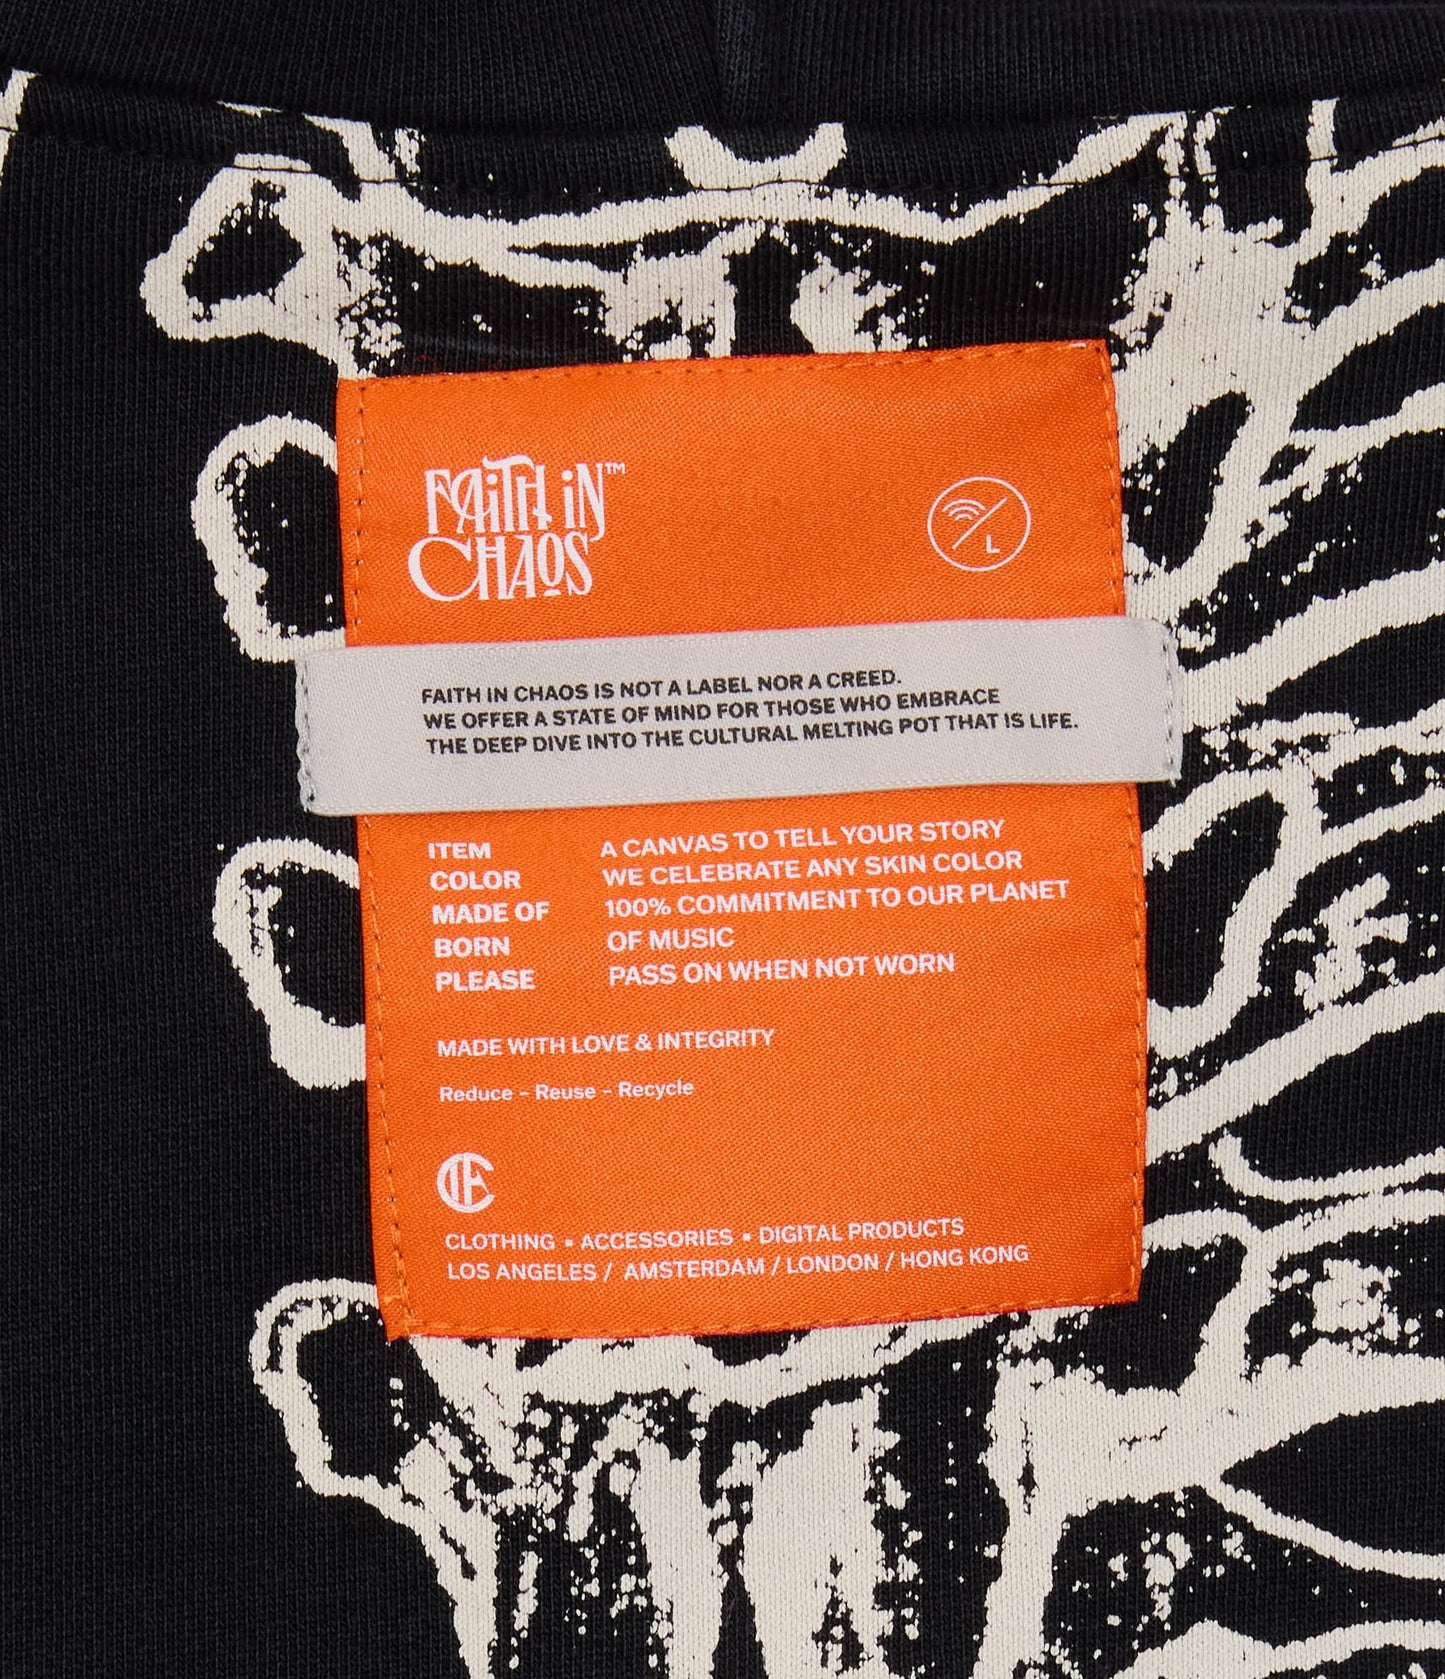 FAiTH iN™
CHAOS
L
FAITH IN CHAOS IS NOT A LABEL NOR A CREED.
WE OFFER A STATE OF MIND FOR THOSE WHO EMBRACE
THE DEEP DIVE INTO THE CULTURAL MELTING POT THAT IS LIFE.
ITEM A CANVAS TO TELL YOUR STORY
COLOR WE CELEBRATE ANY SKIN COLOR
MADE OF 100% COMMITMENT TO OUR PLANET
BORN OF MUSIC
PLEASE PASS ON WHEN NOT WORN
MADE WITH LOVE & INTEGRITY
Reduce - Reuse - Recycle
CLOTHING ▪ ACCESSORIES ▪ DIGITAL PRODUCTS
LOS ANGELES / AMSTERDAM / LONDON / HONG KONG